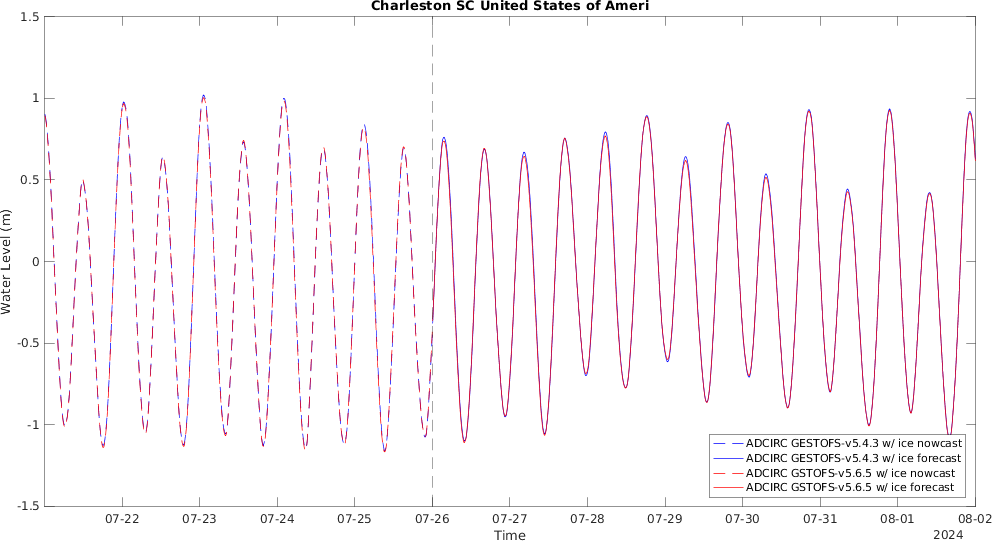 Charleston SC United States of Ameri
1.5
1
0.5
0
-0.5
-1
-1.5
Water Level (m)
07-22 07-23 07-24 07-25 07-26 07-27 07-28 07-29 07-30 07-31 08-01 08-02
Time
2024
ADCIRC GESTOFS-v5.4.3 w/ ice nowcast
ADCIRC GESTOFS-v5.4.3 w/ ice forecast
ADCIRC GSTOFS-v5.6.5 w/ ice nowcast
ADCIRC GSTOFS-v5.6.5 w/ ice forecast